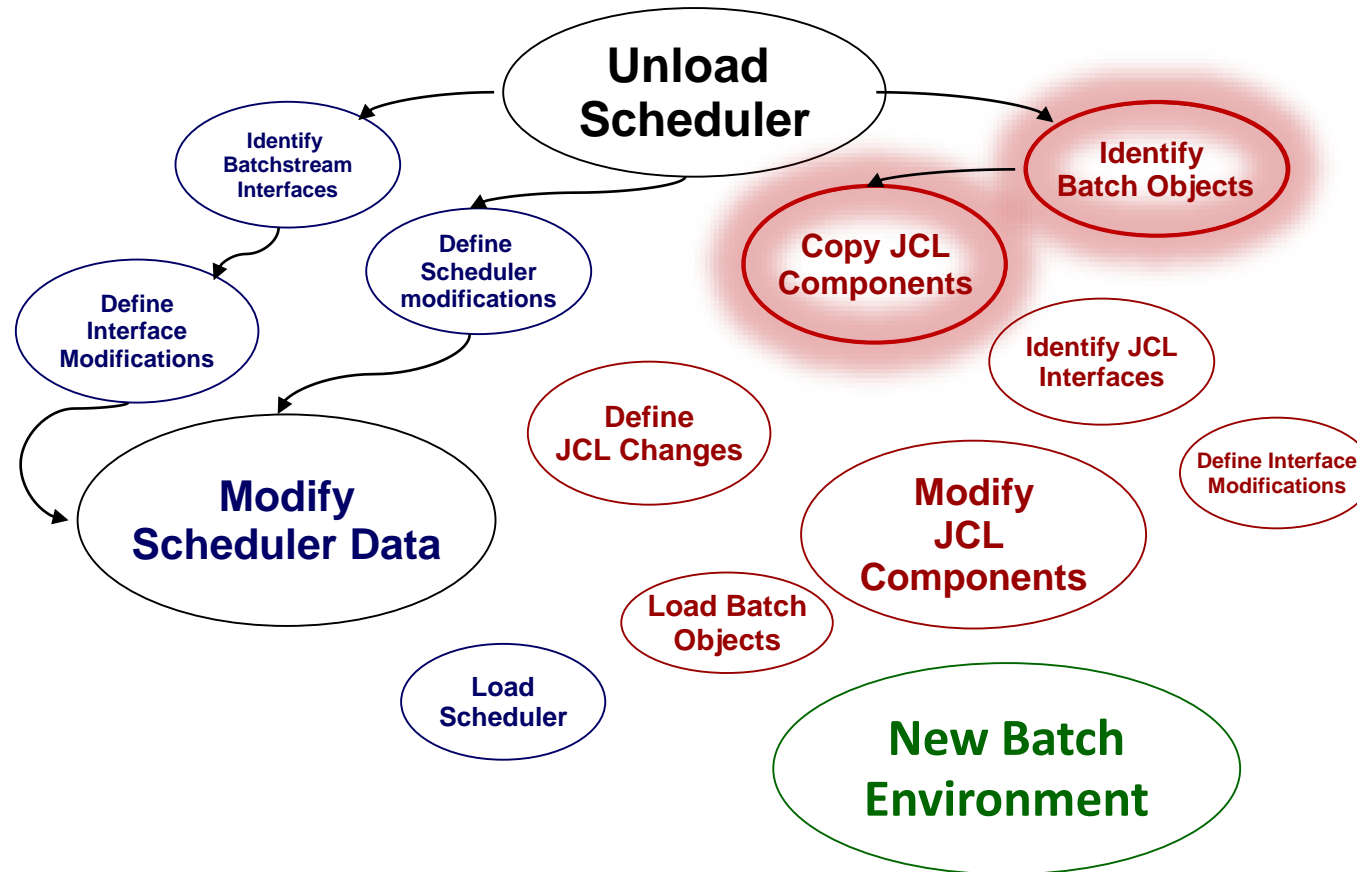 Unload
Scheduler
Identify
Batchstream
Interfaces
Identify
Batch Objects
Define
Scheduler
modifications
Copy JCL
Components
Define
Interface
Modifications
Identify JCL
Interfaces
Define
JCL Changes
Define Interface
Modifications
Modify
Scheduler Data
Modify
JCL
Components
Load Batch
Objects
Load
Scheduler
New Batch
Environment